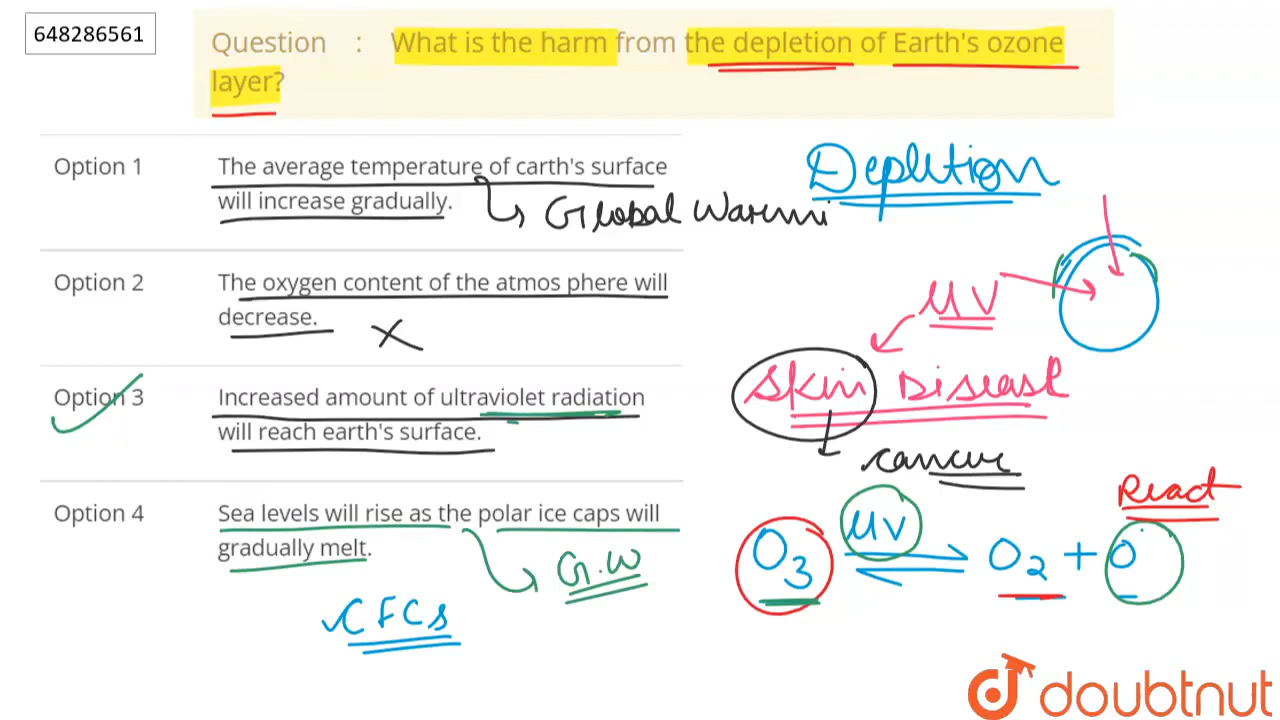 648286561
Question : What is the harm from the depletion of Earth's ozone
layer?
Option 1 The average temperature of carth's surface
will increase gradually.
Global Warmi
Option 2 The oxygen content of the atmos phere will
decrease.
Option 3 Increased amount of ultraviolet radiation
will reach earth's surface.
Option 4 Sea levels will rise as the polar ice caps will
gradually melt.
G.W
CFCs
Depletion
UV
Skin Disease
cancer
React
O3 UV O2 + O
doubtnut